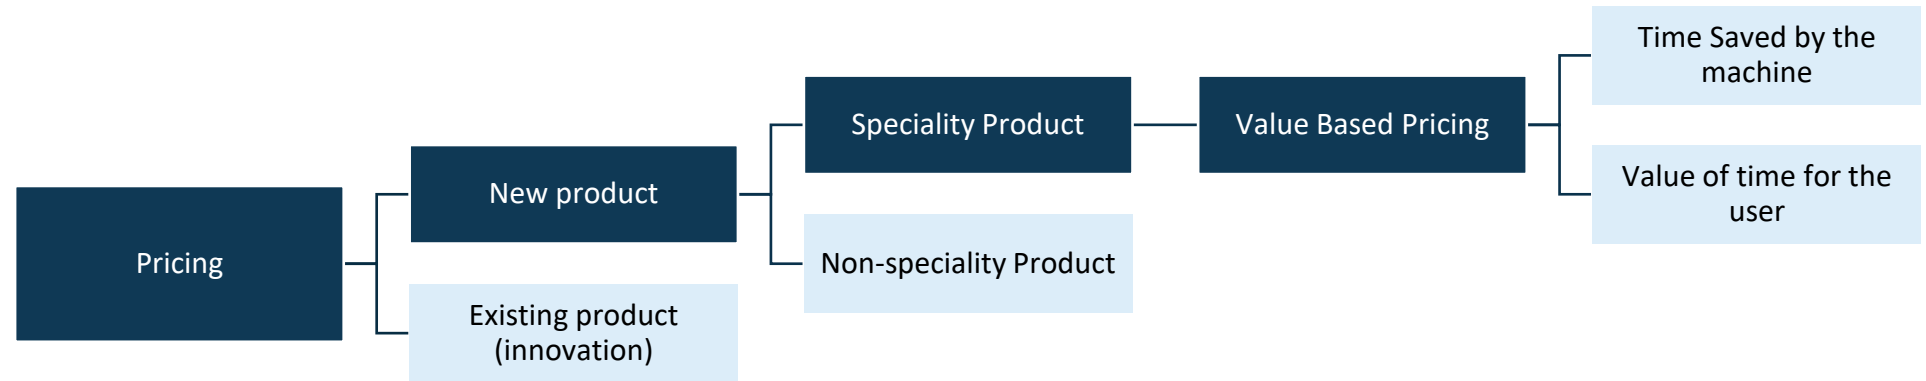 Pricing
New product
Existing product
(innovation)
Speciality Product
Non-speciality Product
Value Based Pricing
Time Saved by the
machine
Value of time for the
user